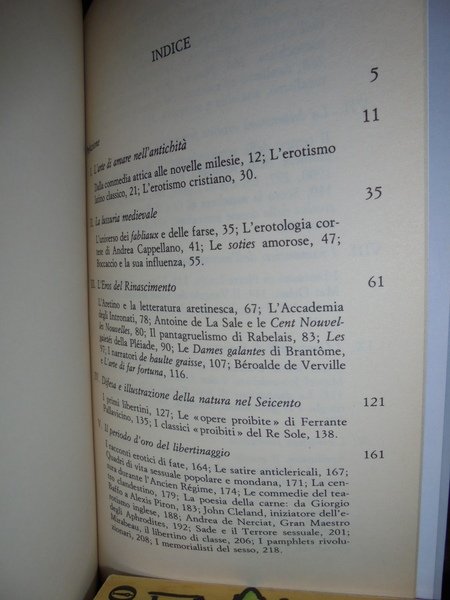 INDICE
5
I. L'arte di amare nell'antichità 11
Dalla commedia attica alle novelle milesie, 12; L'erotismo
latino classico, 21; L'erotismo cristiano, 30.
II. La lussuria medievale 35
L'universo dei fabliaux e delle farse, 35; L'erotologia cor-
tese di Andrea Cappellano, 41; Le soties amorose, 47;
Boccaccio e la sua influenza, 55.
III. L'Eros del Rinascimento 61
L'Aretino e la letteratura aretinesca, 67; L'Accademia
degli Intronati, 78; Antoine de La Sale e le Cent Nouvel-
les Nouvelles, 80; Il pantagruelismo di Rabelais, 83; Les
gaietés della Pléiade, 90; Le Dames galantes di Brantôme,
97; I narratori de haulte graisse, 107; Béroalde de Verville
e L'arte di far fortuna, 116.
IV. Difesa e illustrazione della natura nel Seicento 121
I primi libertini, 127; Le «opere proibite» di Ferrante
Pallavicino, 135; I classici «proibiti» del Re Sole, 138.
V. Il periodo d'oro del libertinaggio 161
I racconti erotici di fate, 164; Le satire anticlericali, 167;
Quadri di vita sessuale popolare e mondana, 171; La cen-
sura durante l'Ancien Régime, 174; Le commedie del tea-
tro clandestino, 179; La poesia della carne: da Giorgio
Baffo a Alexis Piron, 183; John Cleland, iniziatore dell'e-
rotismo inglese, 188; Andrea de Nerciat, Gran Maestro
degli Aphrodites, 192; Sade e il Terrore sessuale, 201;
Mirabeau, il libertino di classe, 206; I pamphlets rivolu-
zionari, 208; I memorialisti del sesso, 218.